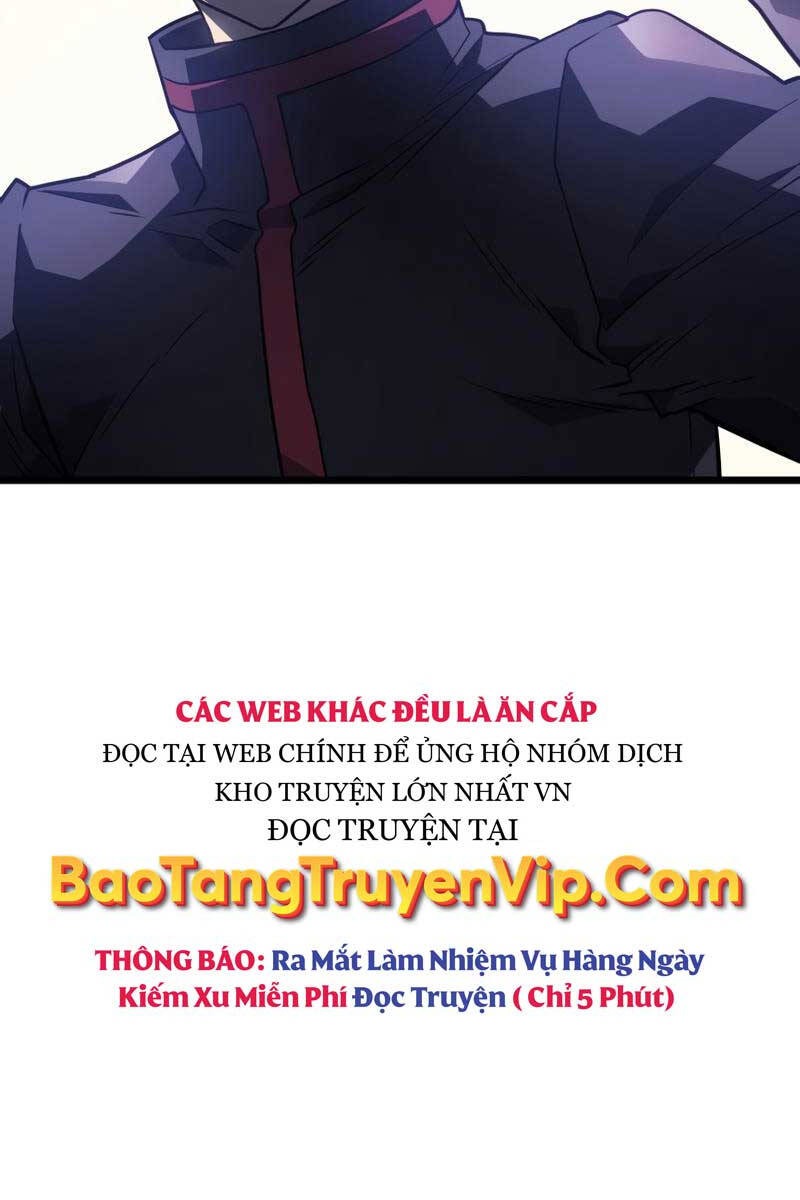 CÁC WEB KHÁC ĐỀU LÀ ĂN CẮP
ĐỌC TẠI WEB CHÍNH ĐỂ ỦNG HỘ NHÓM DỊCH
KHO TRUYỆN LỚN NHẤT VN
ĐỌC TRUYỆN TẠI
BaoTangTruyenVip.Com
THÔNG BÁO: Ra Mắt Làm Nhiệm Vụ Hàng Ngày
Kiếm Xu Miễn Phí Đọc Truyện ( Chỉ 5 Phút)